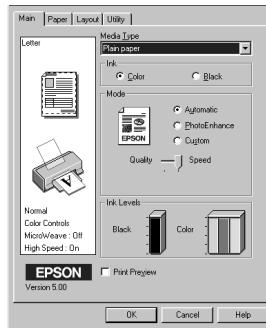 Main Paper Layout Utility
Letter
Media Type
Plain paper
Ink
Color Black
Mode
Automatic
PhotoEnhance
Custom
EPSON
Quality Speed
Normal
Color Controls
MicroWeave : Off
High Speed : On
Ink Levels
Black Color
EPSON
Version 5.00
Print Preview
OK Cancel Help